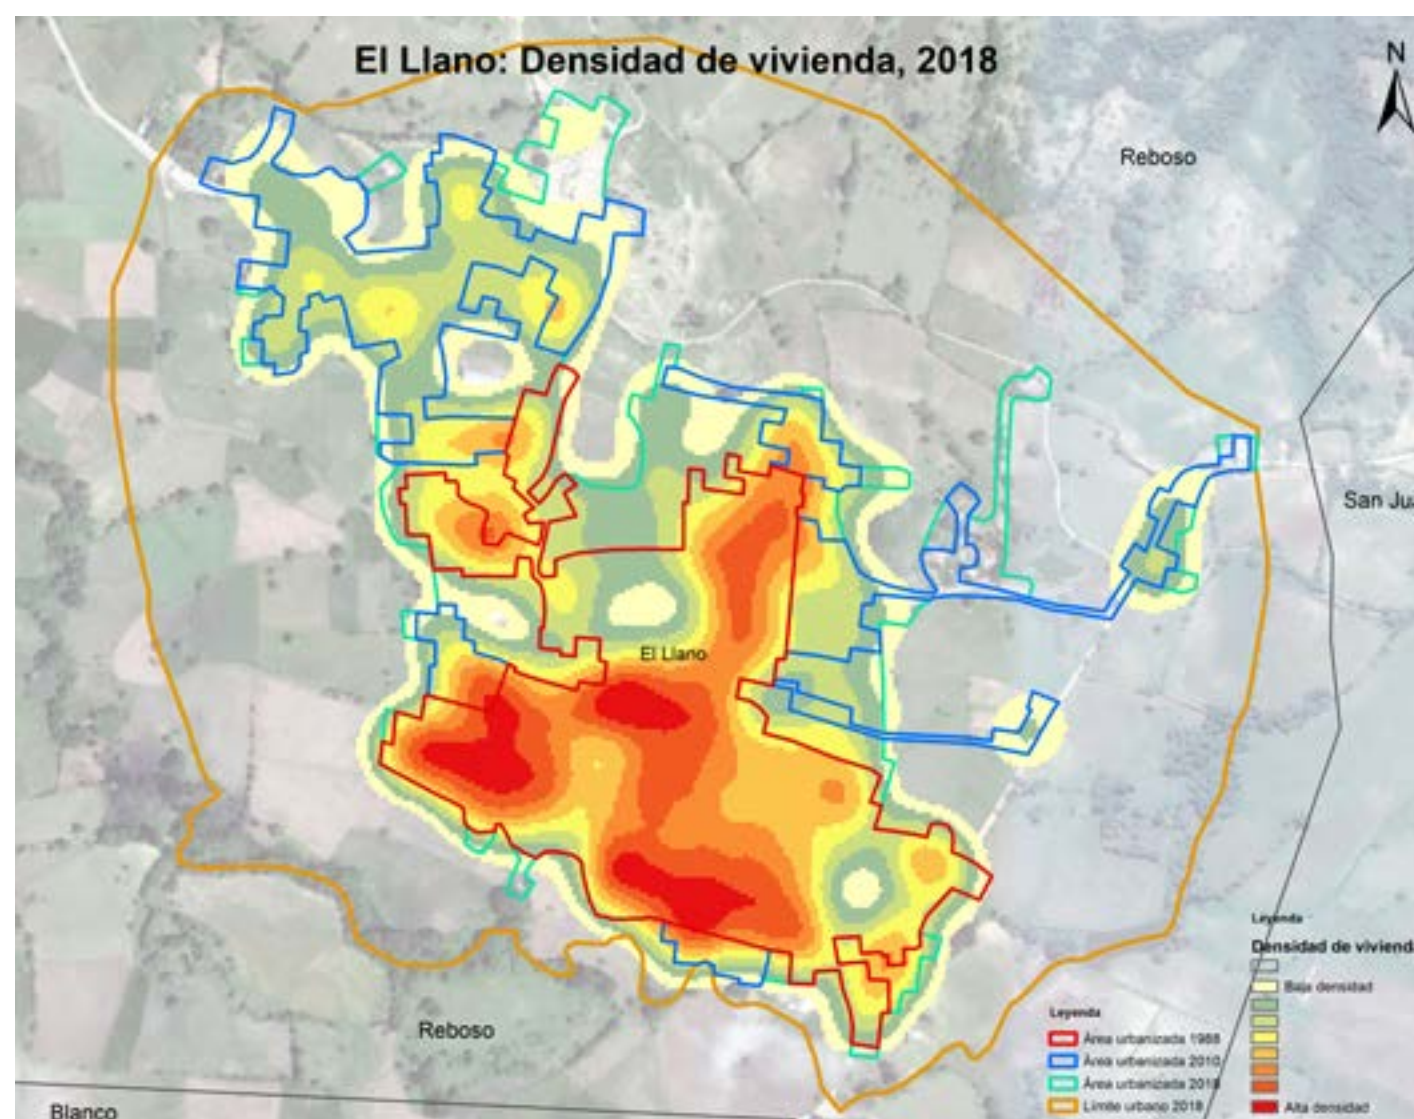 El Llano: Densidad de vivienda, 2018
N
Reboso
San Ju
El Llano
Reboso
Blanco
Leyenda
Área urbanizada 1988
Área urbanizada 2010
Área urbanizada 2018
Límite urbano 2018
Leyenda
Densidad de viviend
Baja densidad
Alta densidad